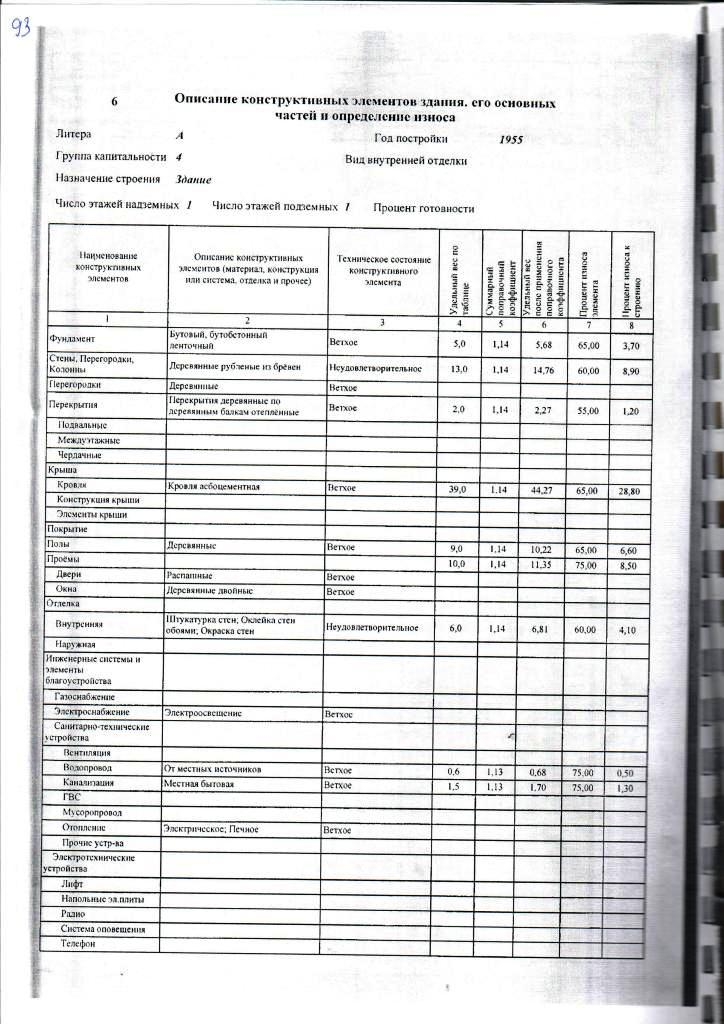 93
6 Описание конструктивных элементов здания. его основных
частей и определение износа
Литера А Год постройки 1955
Группа капитальности 4 Вид внутренней отделки
Назначение строения Здание
Число этажей надземных 1 Число этажей подземных 1 Процент готовности
Наименование конструктивных элементов
Описание конструктивных элементов (материал, конструкция или система, отделка и прочее)
Техническое состояние конструктивного элемента
Удельный вес по таблице
Суммарный поправочный коэффициент
Удельный вес после применения поправочного коэффициента
Процент износа элемента
Процент износа к строению
1 2 3 4 5 6 7 8
Фундамент Бутовый, бутобетонный ленточный Ветхое 5,0 1,14 5,68 65,00 3,70
Стены, Перегородки, Колонны Деревянные рубленые из брёвен Неудовлетворительное 13,0 1,14 14,76 60,00 8,90
Перегородки Деревянные Ветхое
Перекрытия Перекрытия деревянные по деревянным балкам отеплённые Ветхое 2,0 1,14 2,27 55,00 1,20
Подвальные
Междуэтажные
Чердачные
Крыша
Кровля Кровля асбоцементная Ветхое 39,0 1,14 44,27 65,00 28,80
Конструкция крыши
Элементы крыши
Покрытие
Полы Деревянные Ветхое 9,0 1,14 10,22 65,00 6,60
Проёмы 10,0 1,14 11,35 75,00 8,50
Двери Распашные Ветхое
Окна Деревянные двойные Ветхое
Отделка
Внутренняя Штукатурка стен; Оклейка стен обоями; Окраска стен Неудовлетворительное 6,0 1,14 6,81 60,00 4,10
Наружная
Инженерные системы и элементы благоустройства
Газоснабжение
Электроснабжение Электроосвещение Ветхое
Санитарно-технические устройства
Вентиляция
Водопровод От местных источников Ветхое 0,6 1,13 0,68 75,00 0,50
Канализация Местная бытовая Ветхое 1,5 1,13 1,70 75,00 1,30
ГВС
Мусоропровод
Отопление Электрическое; Печное Ветхое
Прочие устр-ва
Электротехнические устройства
Лифт
Напольные эл.плиты
Радио
Система оповещения
Телефон